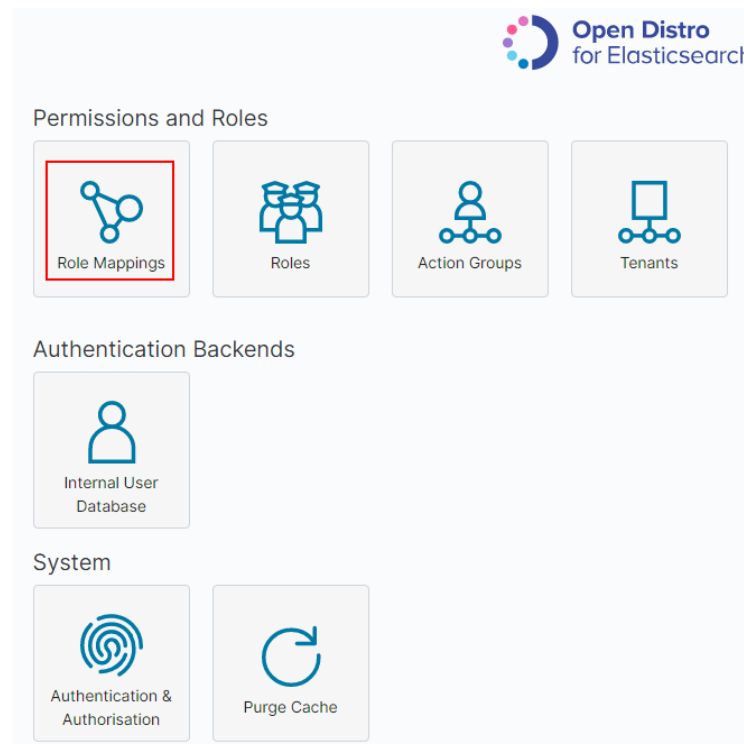 Open Distro
for Elasticsearch
Permissions and Roles
Role Mappings
Roles
Action Groups
Tenants
Authentication Backends
Internal User
Database
System
Authentication &
Authorisation
Purge Cache